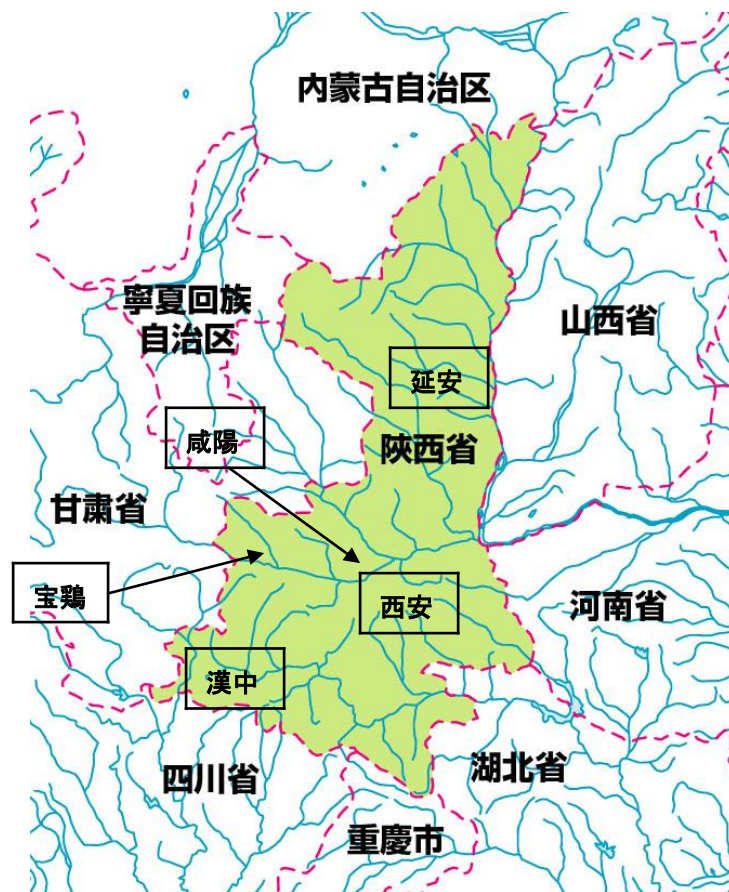 内蒙古自治区
寧夏回族
自治区
山西省
延安
咸陽
陝西省
甘粛省
宝鶏
西安
河南省
漢中
四川省
湖北省
重慶市